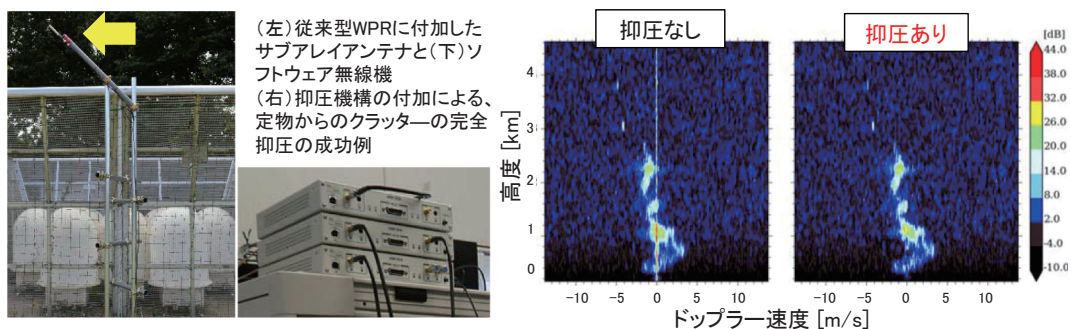 (左)従来型WPRに付加した
サブアレイアンテナと(下)ソ
フトウェア無線機
(右)抑圧機構の付加による、
定物からのクラッターの完全
抑圧の成功例
抑圧なし
抑圧あり
[dB]
44.0
38.0
32.0
26.0
20.0
14.0
8.0
2.0
-4.0
-10.0
高度 [km]
4
3
2
1
0
-10 -5 0 5 10
-10 -5 0 5 10
ドップラー速度 [m/s]